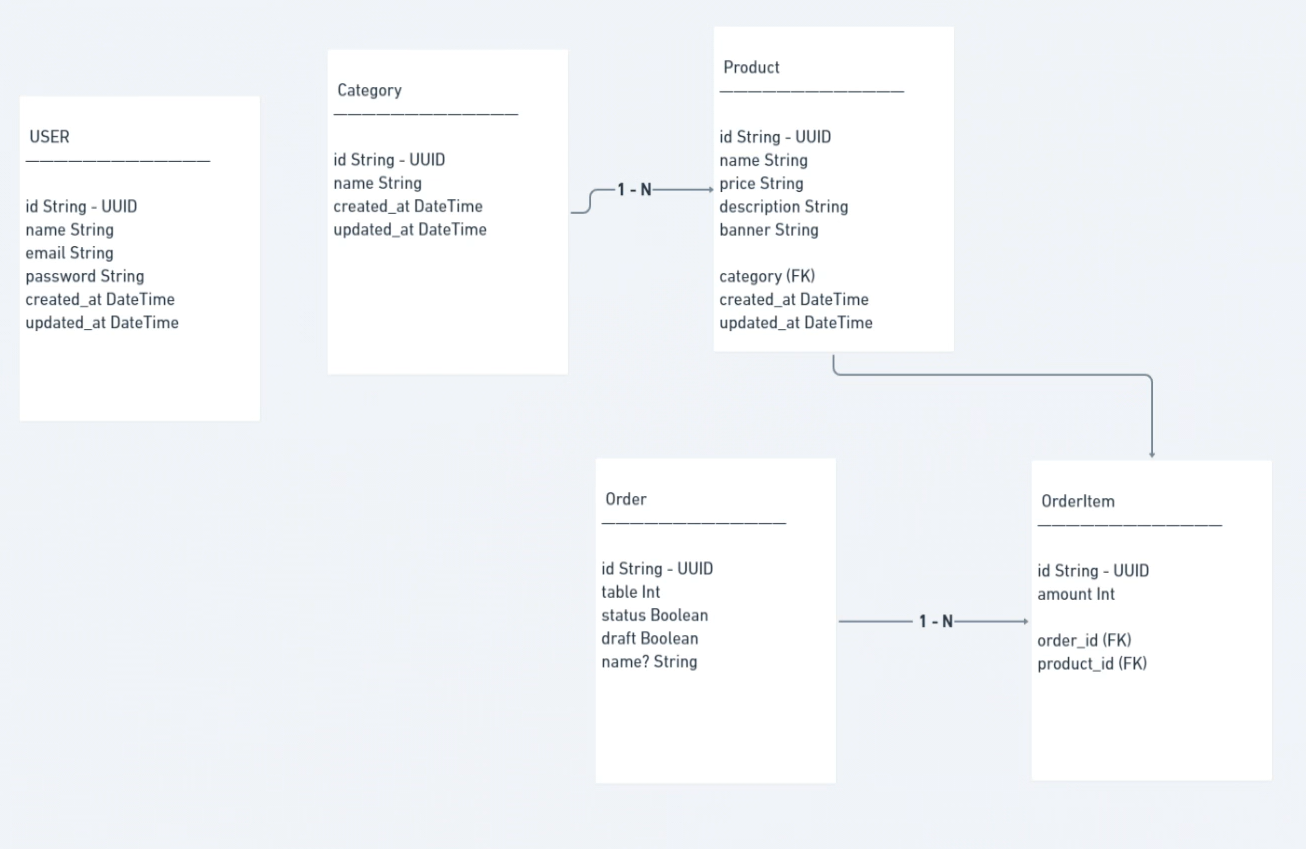 USER
id String - UUID
name String
email String
password String
created_at DateTime
updated_at DateTime
Category
id String - UUID
name String
created_at DateTime
updated_at DateTime
1 - N
Product
id String - UUID
name String
price String
description String
banner String
category (FK)
created_at DateTime
updated_at DateTime
Order
id String - UUID
table Int
status Boolean
draft Boolean
name? String
1 - N
OrderItem
id String - UUID
amount Int
order_id (FK)
product_id (FK)